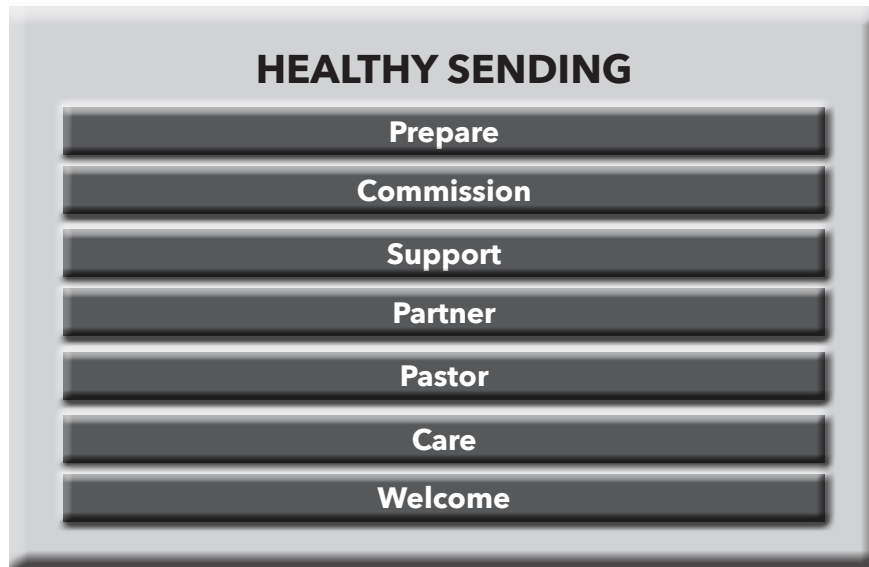 HEALTHY SENDING
Prepare
Commission
Support
Partner
Pastor
Care
Welcome